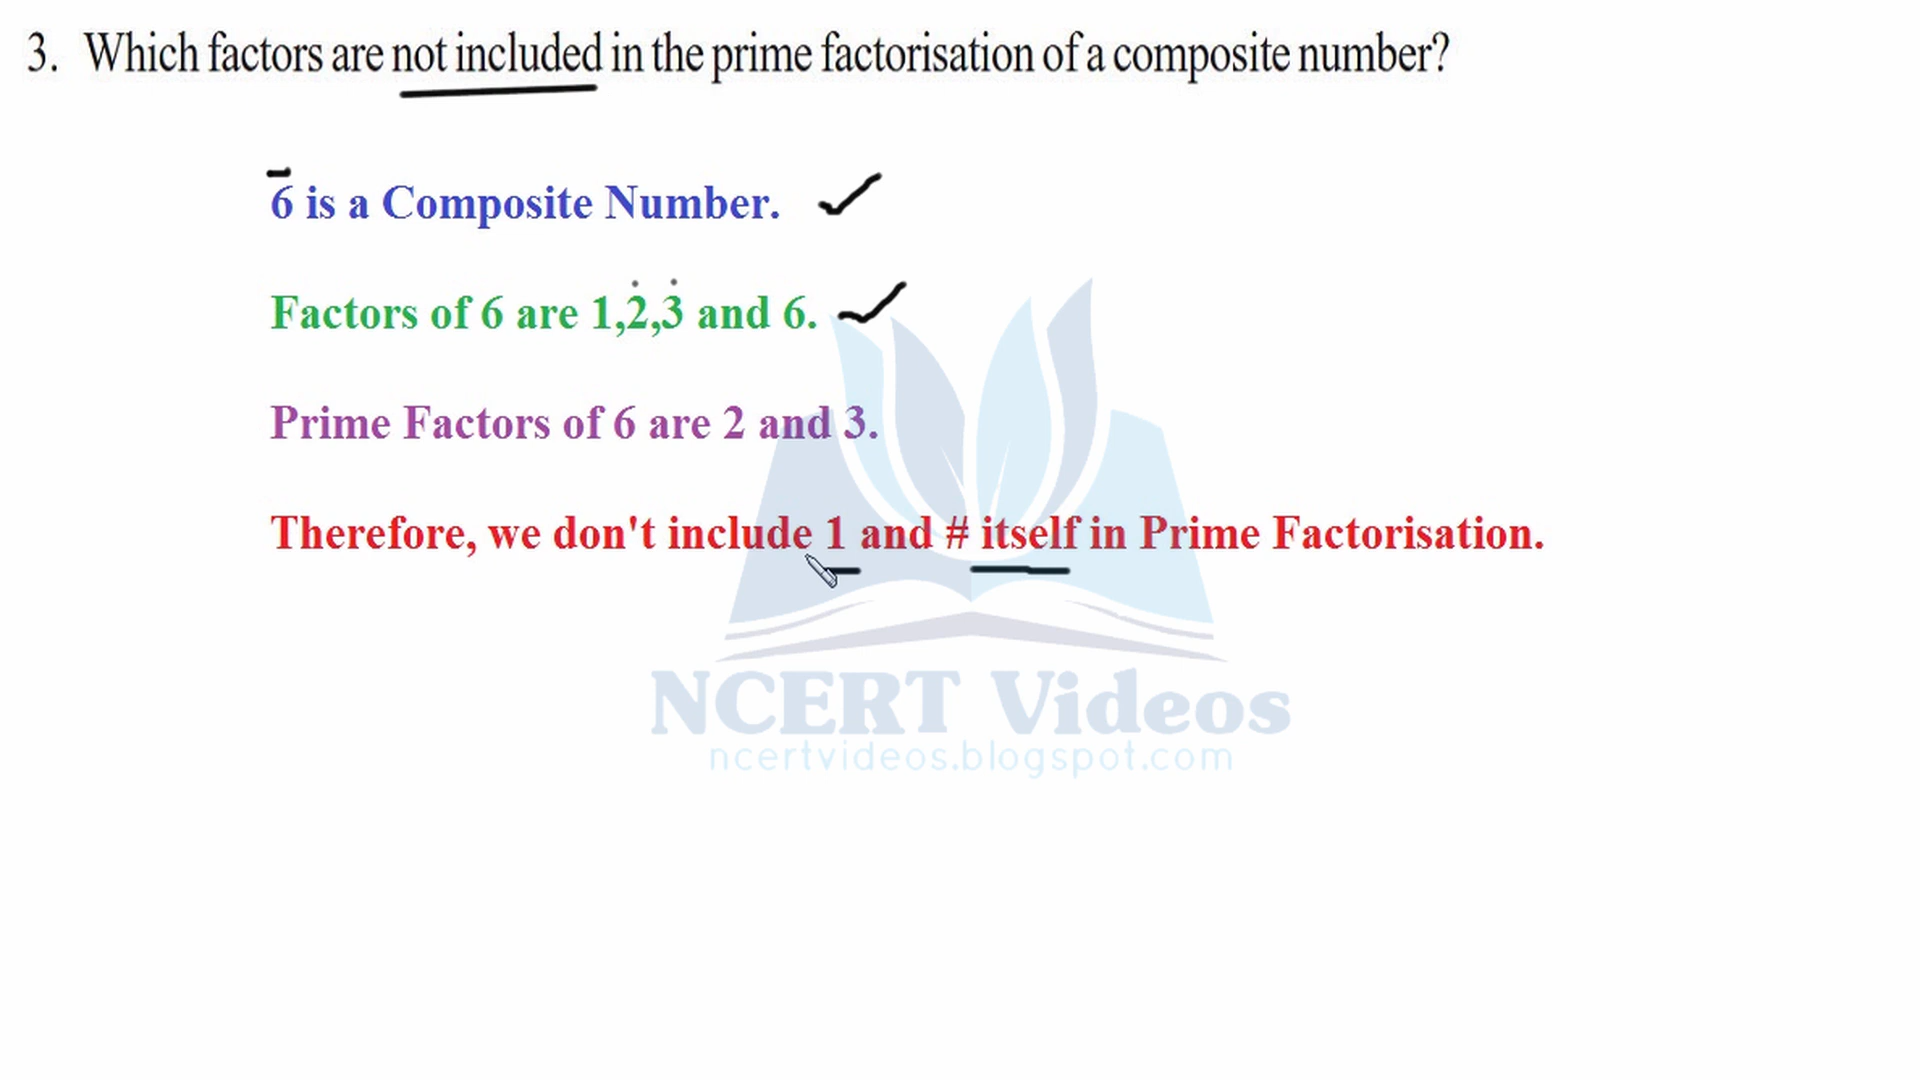 3. Which factors are not included in the prime factorisation of a composite number?
6 is a Composite Number.
Factors of 6 are 1,2,3 and 6.
Prime Factors of 6 are 2 and 3.
Therefore, we don't include 1 and # itself in Prime Factorisation.
NCERT Videos
ncertvideos.blogspot.com